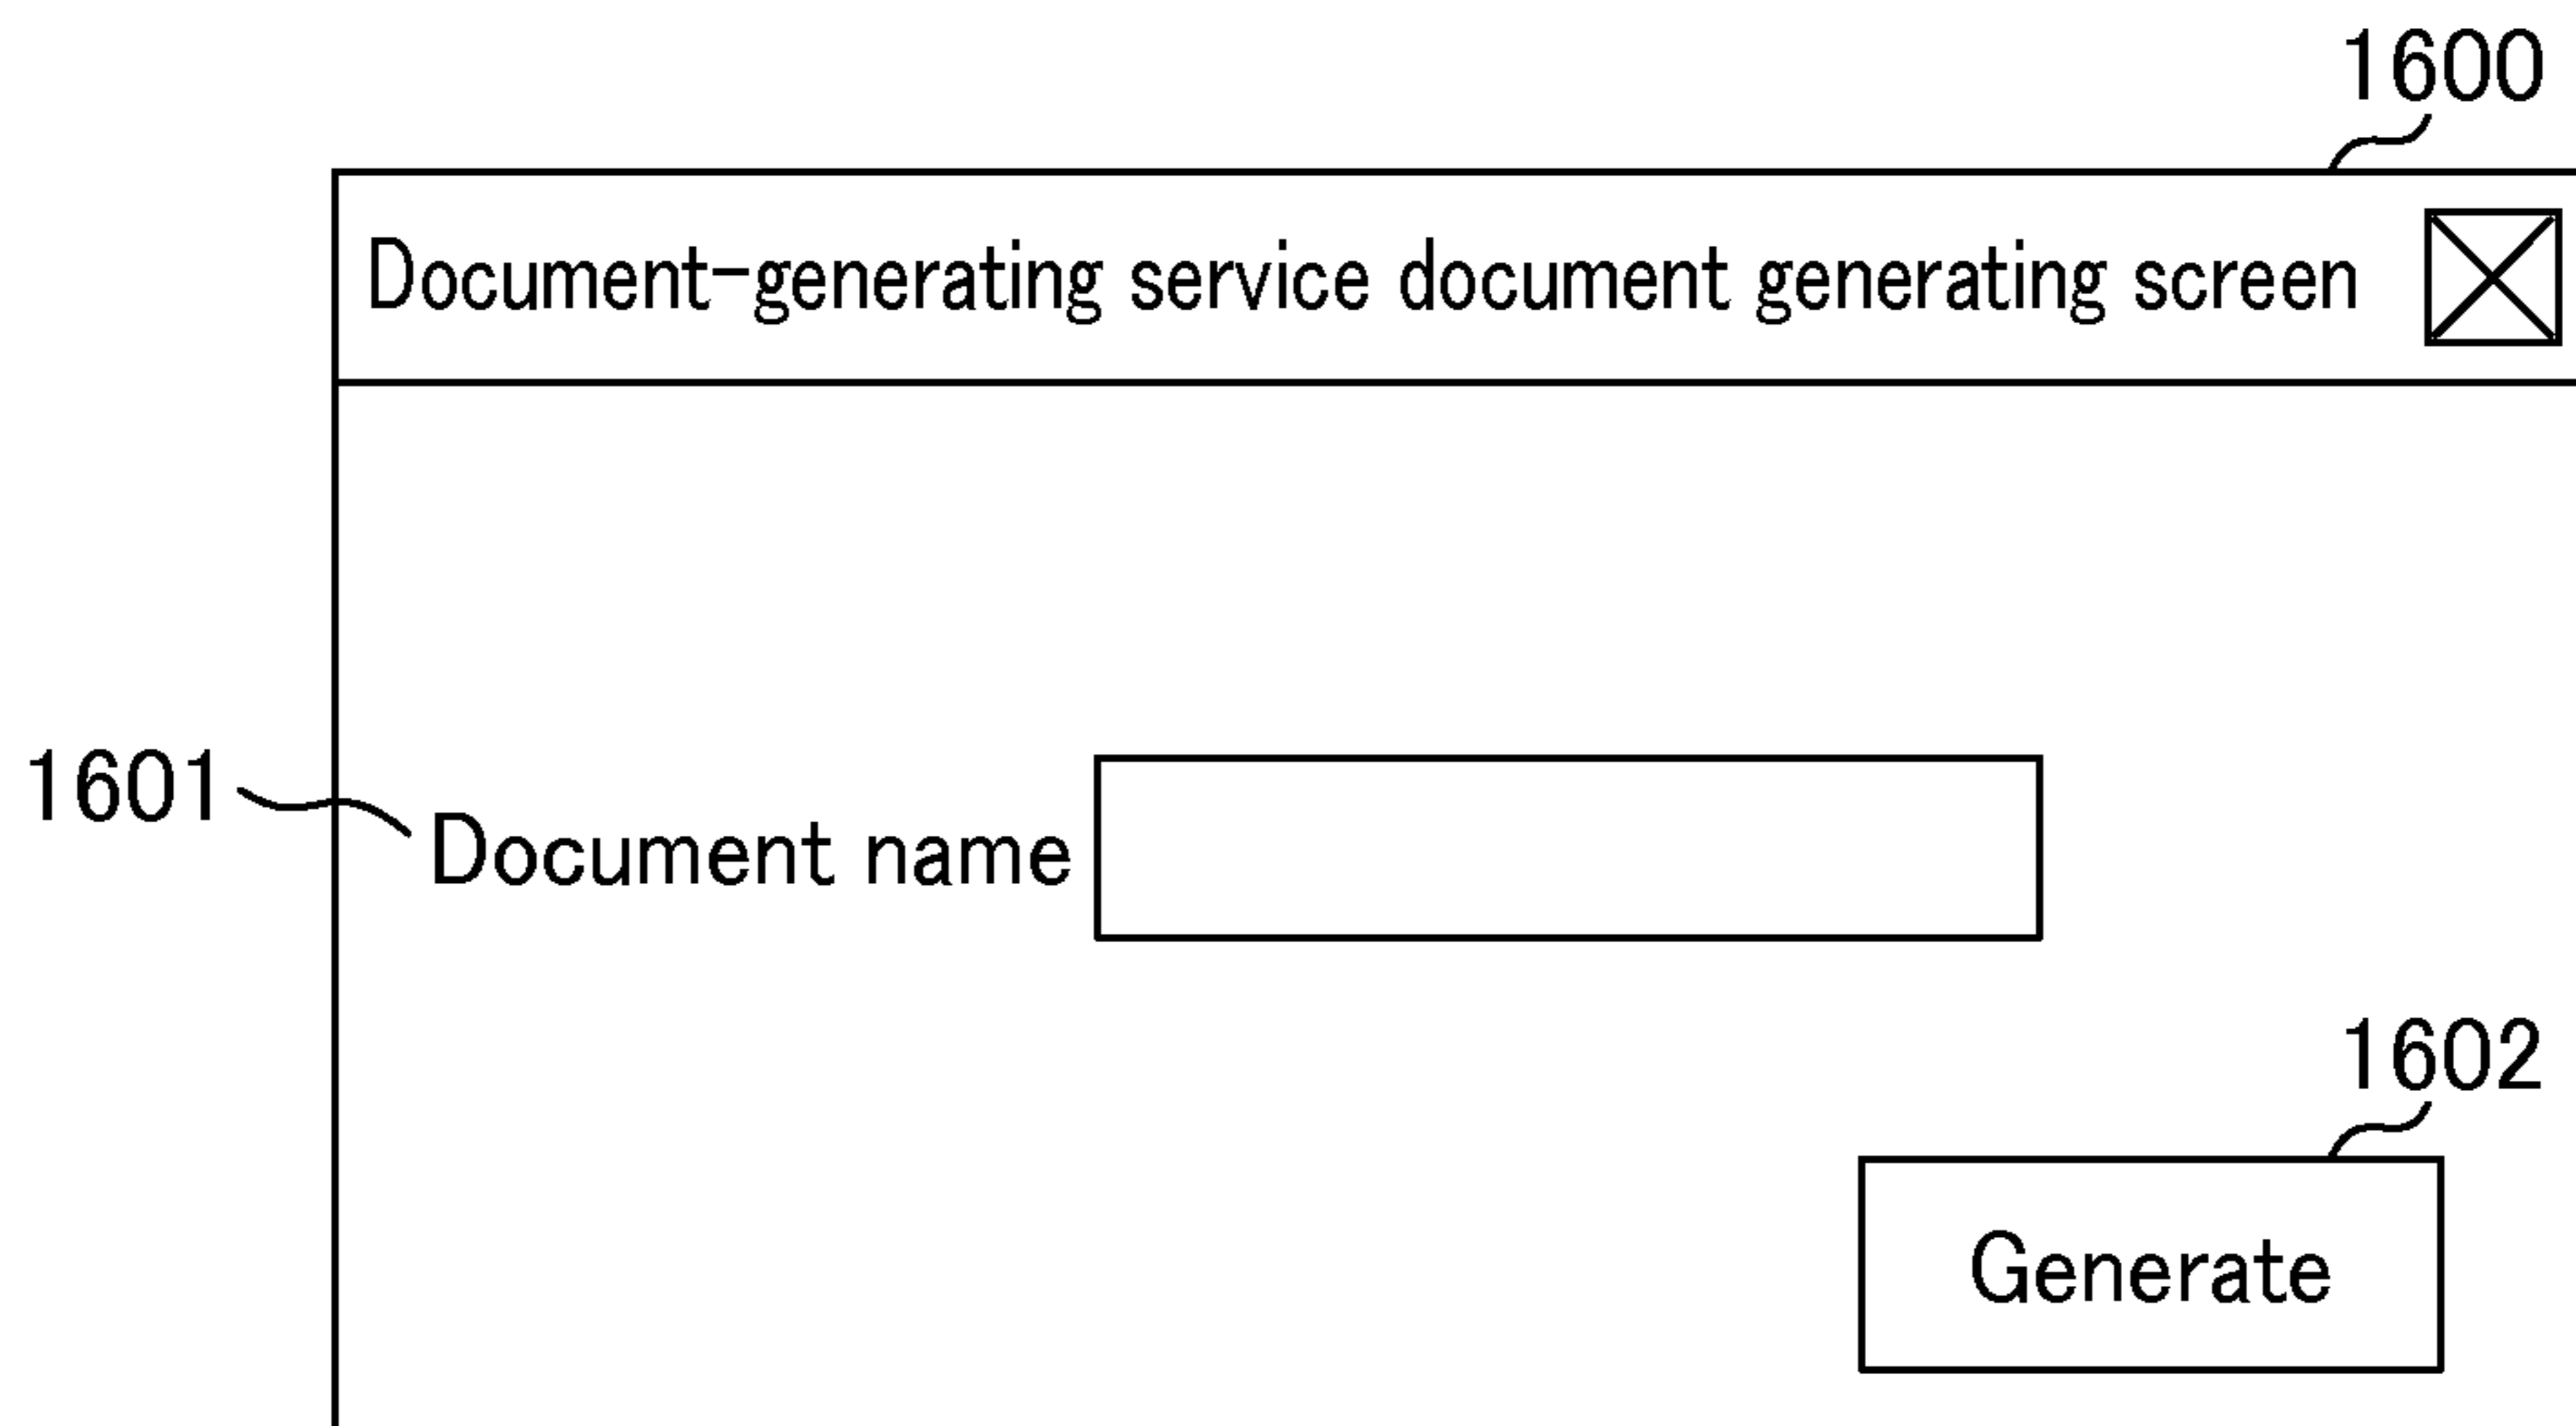 1600
Document-generating service document generating screen
1601
Document name
1602
Generate